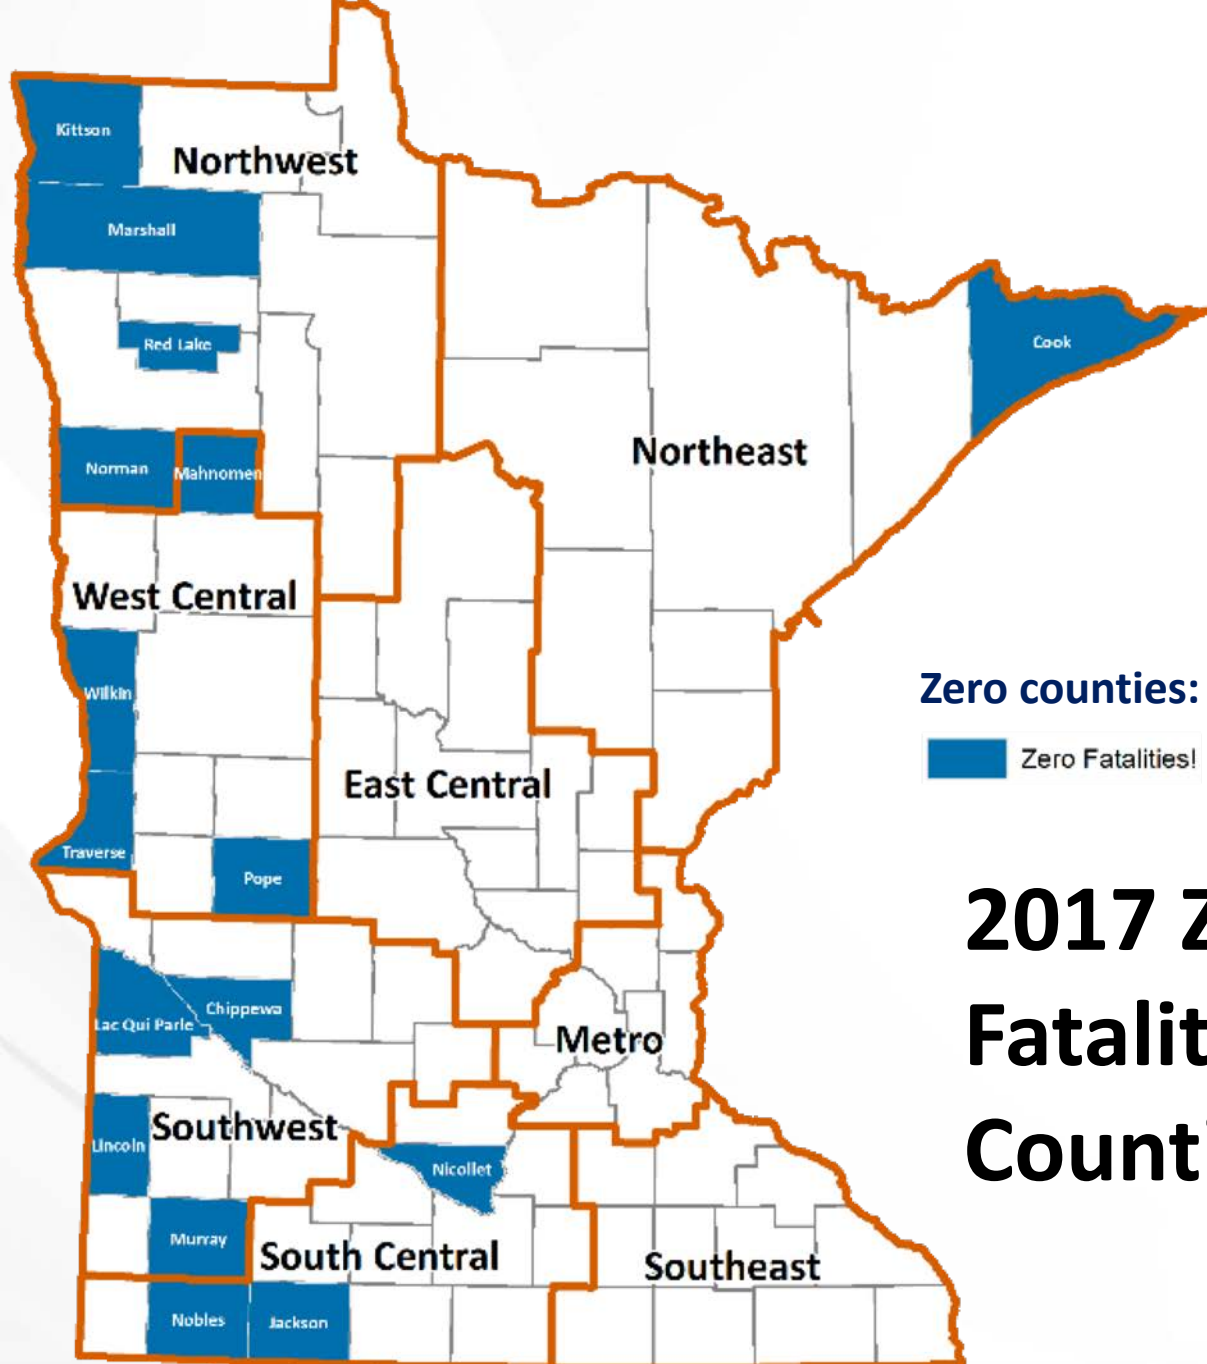 Kittson
Northwest
Marshall
Red Lake
Cook
Northeast
Norman
Mahnomen
West Central
Zero counties:
Wilkin
Zero Fatalities!
East Central
Traverse
Pope
2017 Z
Fatalit
Count
Chippewa
Lac Qui Parle
Metro
Southwest
Lincoln
Nicollet
Murray
South Central
Southeast
Nobles
Jackson